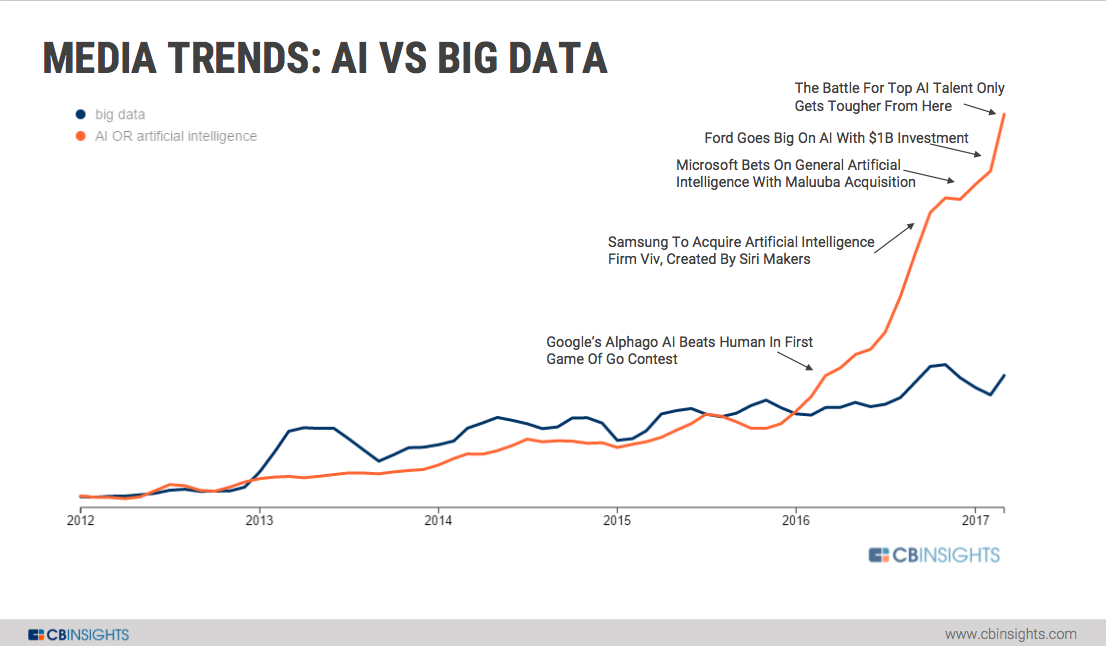 MEDIA TRENDS: AI VS BIG DATA
big data
AI OR artificial intelligence
The Battle For Top AI Talent Only
Gets Tougher From Here
Ford Goes Big On AI With $1B Investment
Microsoft Bets On General Artificial
Intelligence With Maluuba Acquisition
Samsung To Acquire Artificial Intelligence
Firm Viv, Created By Siri Makers
Google’s Alphago AI Beats Human In First
Game Of Go Contest
2012 2013 2014 2015 2016 2017
CBINSIGHTS
CBINSIGHTS www.cbinsights.com